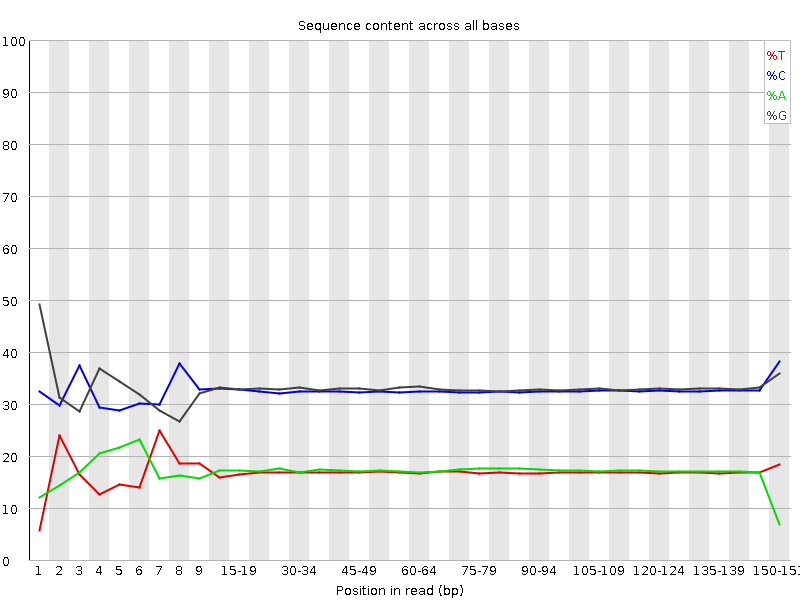 Sequence content across all bases
100
90
80
70
60
50
40
30
20
10
0
%T
%C
%A
%G
1 2 3 4 5 6 7 8 9 15-19 30-34 45-49 60-64 75-79 90-94 105-109 120-124 135-139 150-151
Position in read (bp)